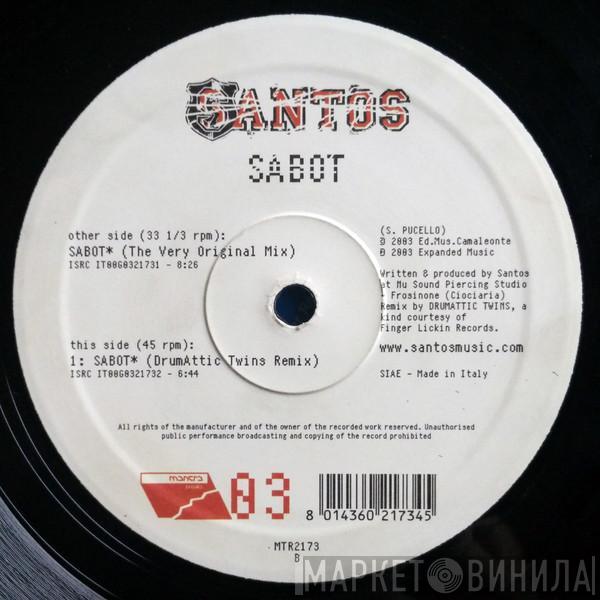 SANTOS
SABOT
other side (33 1/3 rpm):
SABOT* (The Very Original Mix)
ISRC IT00G0321731 - 8:26
this side (45 rpm):
1: SABOT* (DrumAttic Twins Remix)
ISRC IT00G0321732 - 6:44
(S. PUCELLO)
℗ 2003 Ed.Mus.Camaleonte
℗ 2003 Expanded Music
Written & produced by Santos
at Mu Sound Piercing Studio
- Frosinone (Ciociaria)
Remix by DRUMATTIC TWINS, a
kind courtesy of
Finger Lickin Records.
www.santosmusic.com
SIAE - Made in Italy
All rights of the manufacturer and of the owner of the recorded work reserved. Unauthorised
public performance broadcasting and copying of the record prohibited
mantra
03
8 014360 217345
MTR2173
B
МАРКЕТ ВИНИЛА